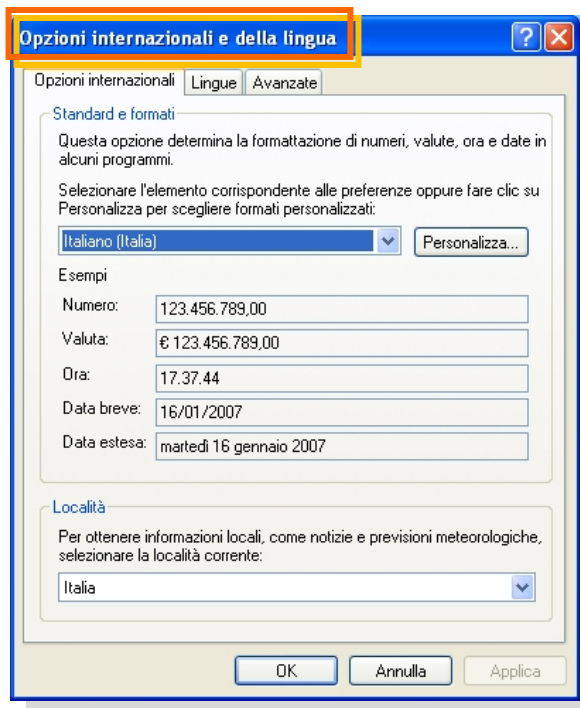 Opzioni internazionali e della lingua
Opzioni internazionali Lingue Avanzate
Standard e formati
Questa opzione determina la formattazione di numeri, valute, ora e date in
alcuni programmi.
Selezionare l'elemento corrispondente alle preferenze oppure fare clic su
Personalizza per scegliere formati personalizzati:
Italiano (Italia) Personalizza...
Esempi
Numero: 123.456.789,00
Valuta: € 123.456.789,00
Ora: 17.37.44
Data breve: 16/01/2007
Data estesa: martedì 16 gennaio 2007
Località
Per ottenere informazioni locali, come notizie e previsioni meteorologiche,
selezionare la località corrente:
Italia
OK Annulla Applica